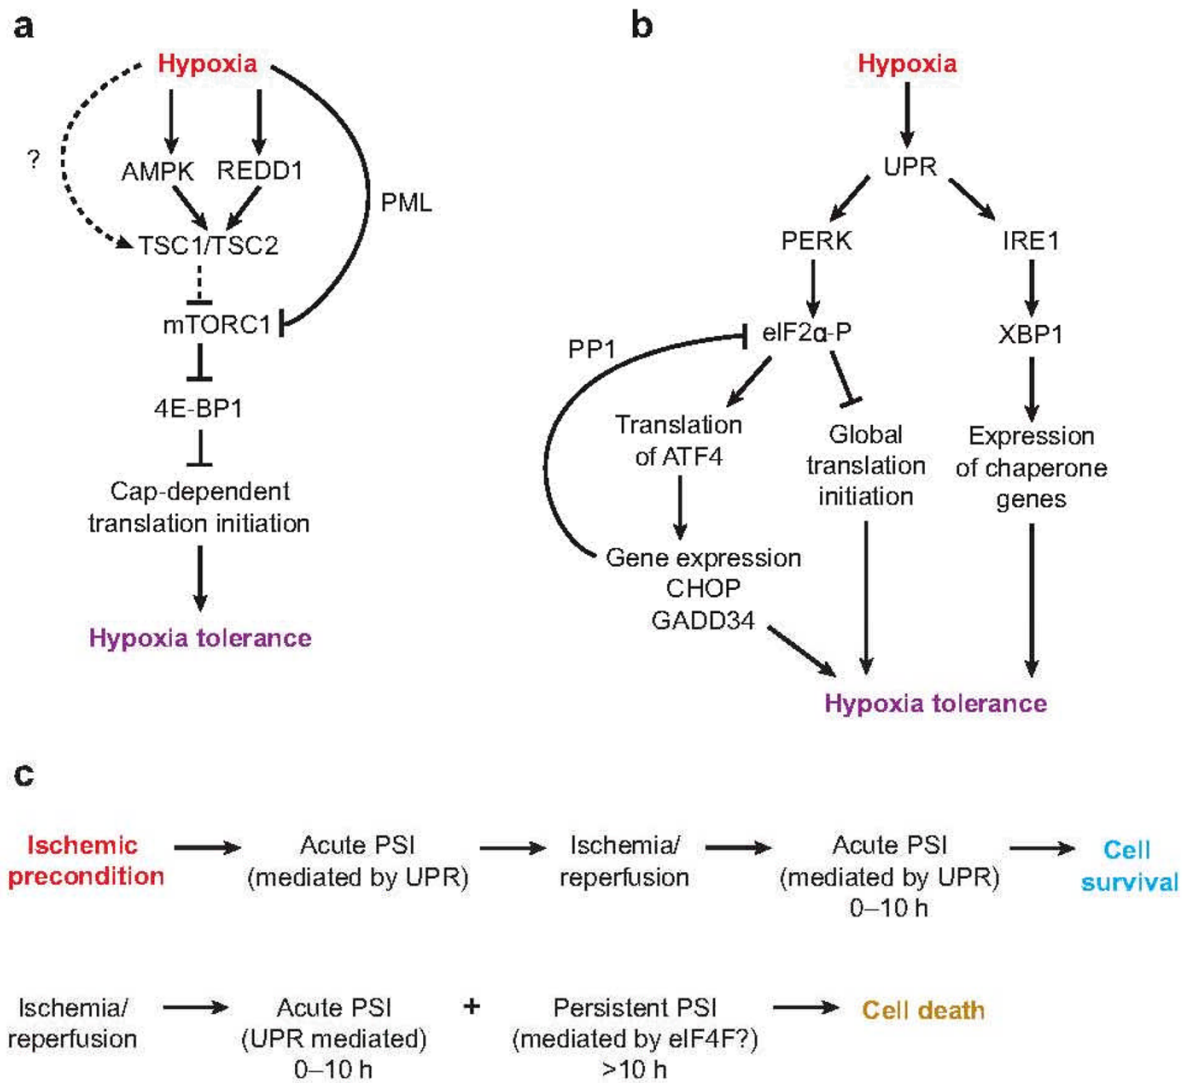 a
Hypoxia
?
AMPK REDD1
PML
TSC1/TSC2
mTORC1
4E-BP1
Cap-dependent
translation initiation
Hypoxia tolerance
b
Hypoxia
UPR
PERK
IRE1
PP1
eIF2α-P
XBP1
Translation
of ATF4
Global
translation
initiation
Expression
of chaperone
genes
Gene expression
CHOP
GADD34
Hypoxia tolerance
c
Ischemic
precondition
Acute PSI
(mediated by UPR)
Ischemia/
reperfusion
Acute PSI
(mediated by UPR)
0–10 h
Cell
survival
Ischemia/
reperfusion
Acute PSI
(UPR mediated)
0–10 h
+
Persistent PSI
(mediated by eIF4F?)
>10 h
Cell death